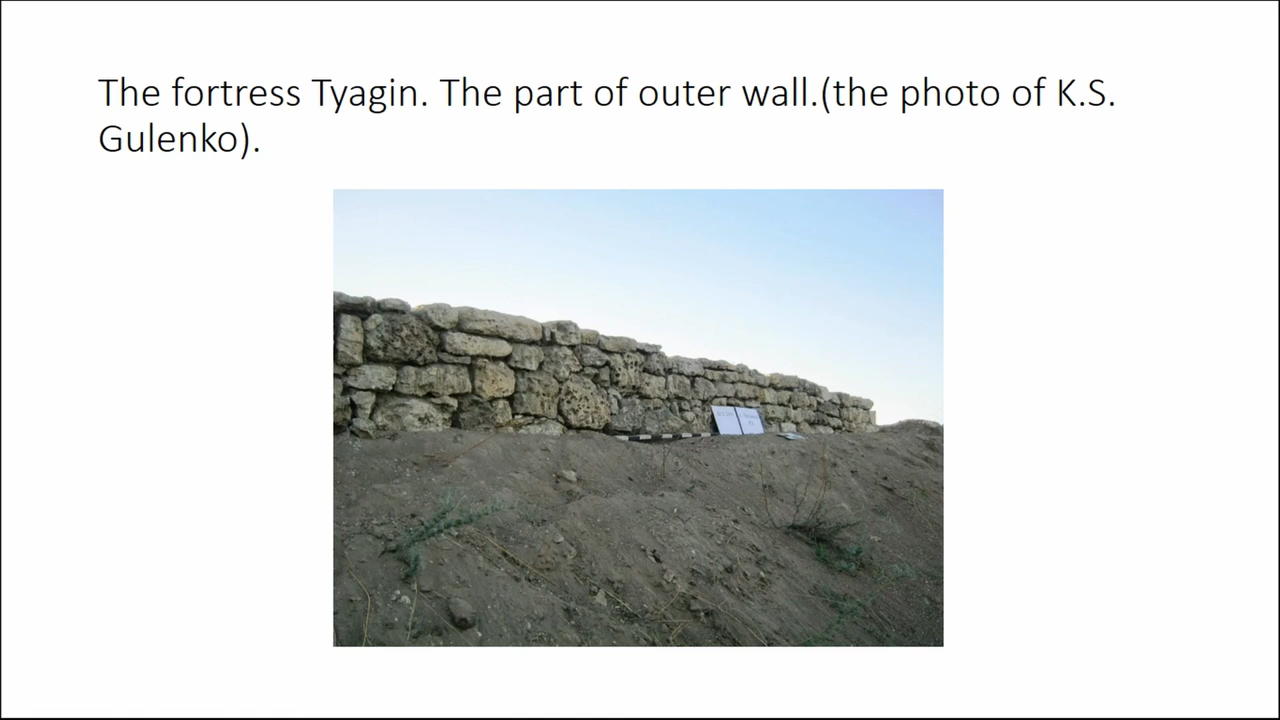 The fortress Tyagin. The part of outer wall.(the photo of K.S.
Gulenko).